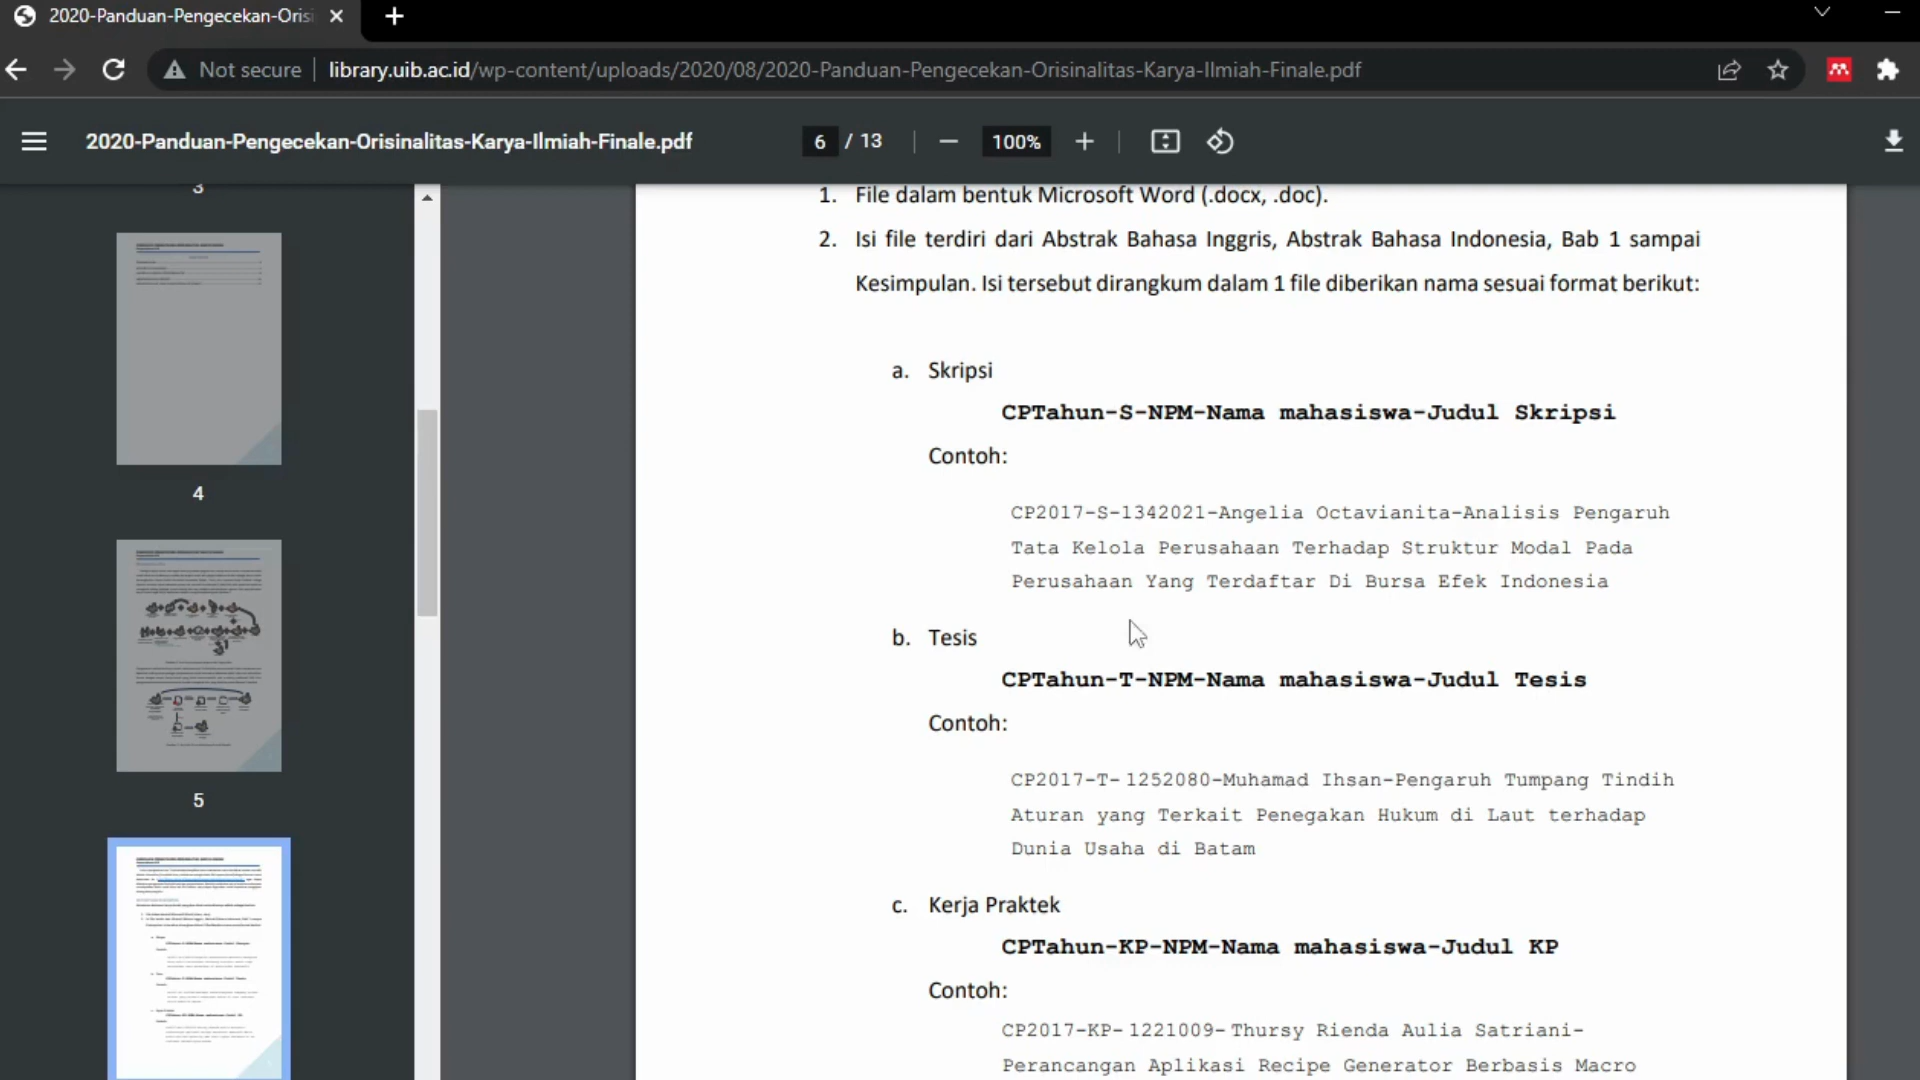 2020-Panduan-Pengecekan-Oris
Not secure library.uib.ac.id/wp-content/uploads/2020/08/2020-Panduan-Pengecekan-Orisinalitas-Karya-Ilmiah-Finale.pdf
2020-Panduan-Pengecekan-Orisinalitas-Karya-Ilmiah-Finale.pdf
6 / 13
100%
3
4
5
1. File dalam bentuk Microsoft Word (.docx, .doc).
2. Isi file terdiri dari Abstrak Bahasa Inggris, Abstrak Bahasa Indonesia, Bab 1 sampai
Kesimpulan. Isi tersebut dirangkum dalam 1 file diberikan nama sesuai format berikut:
a. Skripsi
CPTahun-S-NPM-Nama mahasiswa-Judul Skripsi
Contoh:
CP2017-S-1342021-Angelia Octavianita-Analisis Pengaruh
Tata Kelola Perusahaan Terhadap Struktur Modal Pada
Perusahaan Yang Terdaftar Di Bursa Efek Indonesia
b. Tesis
CPTahun-T-NPM-Nama mahasiswa-Judul Tesis
Contoh:
CP2017-T-1252080-Muhamad Ihsan-Pengaruh Tumpang Tindih
Aturan yang Terkait Penegakan Hukum di Laut terhadap
Dunia Usaha di Batam
c. Kerja Praktek
CPTahun-KP-NPM-Nama mahasiswa-Judul KP
Contoh:
CP2017-KP-1221009-Thursy Rienda Aulia Satriani-
Perancangan Aplikasi Recipe Generator Berbasis Macro